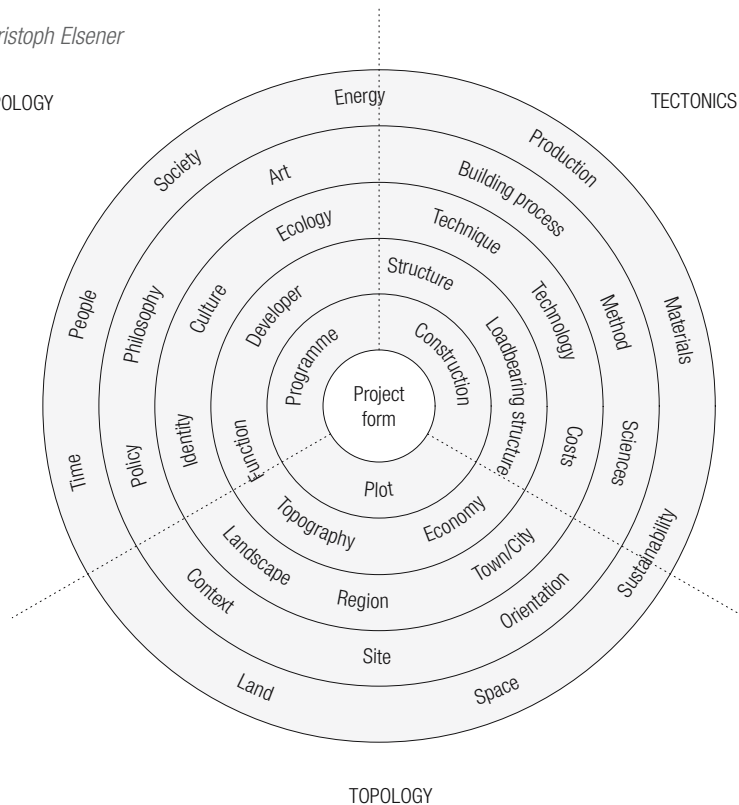 ristoph Elsener
OLOGY
TECTONICS
Energy
Society
Art
Production
Building process
Ecology
Technique
Structure
People
Philosophy
Culture
Developer
Programme
Construction
Loadbearing structure
Technology
Method
Materials
Project
form
Time
Policy
Identity
Function
Plot
Costs
Sciences
Topography
Economy
Landscape
Region
Town/City
Sustainability
Context
Site
Orientation
Land
Space
TOPOLOGY